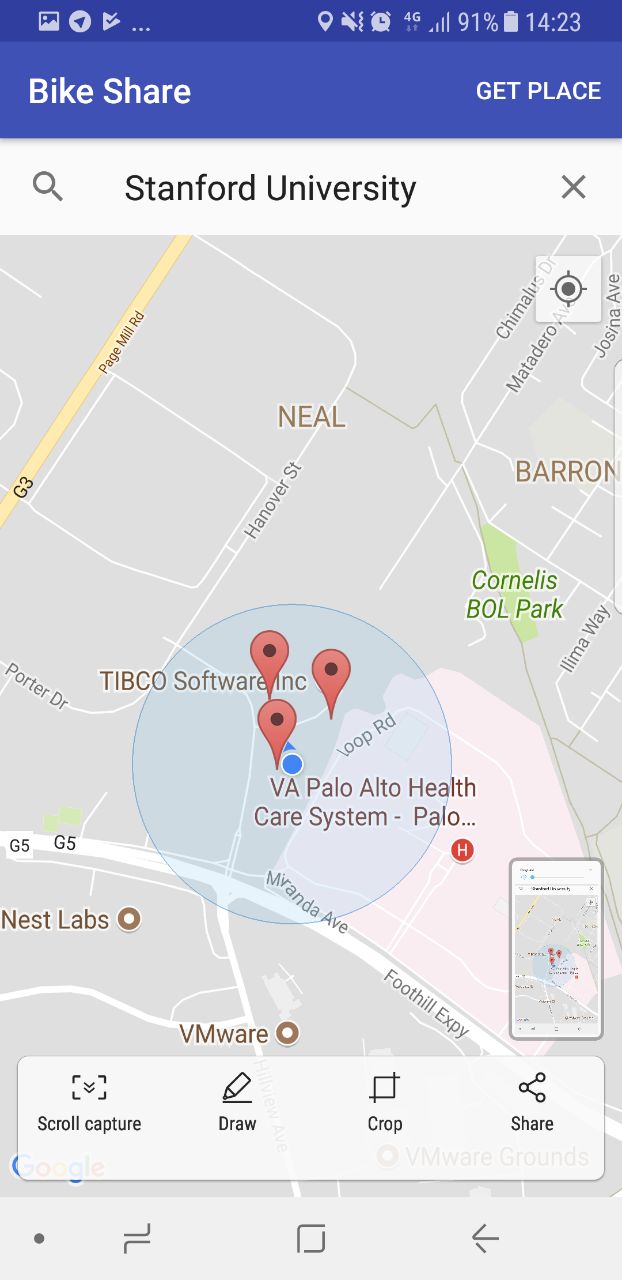 ...
4G
91%
14:23
Bike Share
GET PLACE
Stanford University
Chimalus Dr
Matadero Av
Josina Ave
Page Mill Rd
NEAL
BARRON
G3
Hanover St
Cornelis
BOL Park
Ilima Way
TIBCO Software Inc
Porter Dr
Loop Rd
VA Palo Alto Health
Care System - Palo...
G5
G5
H
Miranda Ave
Nest Labs
Stanford University
Foothill Expy
VMware
Hillview Ave
Scroll capture
Draw
Crop
Share
Google
VMware Grounds